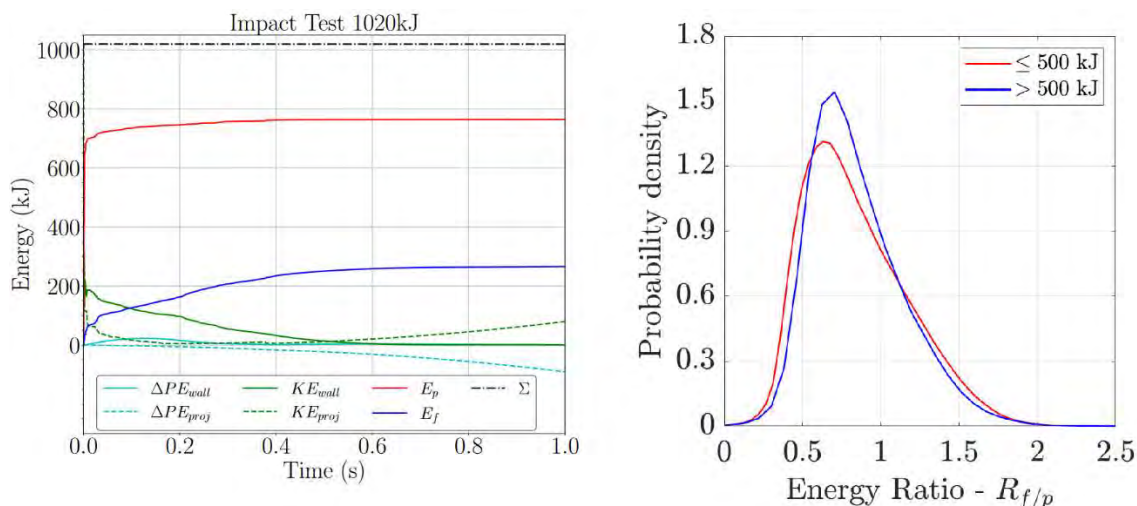 Impact Test 1020kJ
Energy (kJ)
1000
800
600
400
200
0
0.0 0.2 0.4 0.6 0.8 1.0
Time (s)
ΔPE_wall KE_wall E_p Σ
ΔPE_proj KE_proj E_f
Probability density
1.8
1.5
1.2
0.9
0.6
0.3
0
0 0.5 1 1.5 2 2.5
Energy Ratio - R_f/p
≤ 500 kJ
> 500 kJ